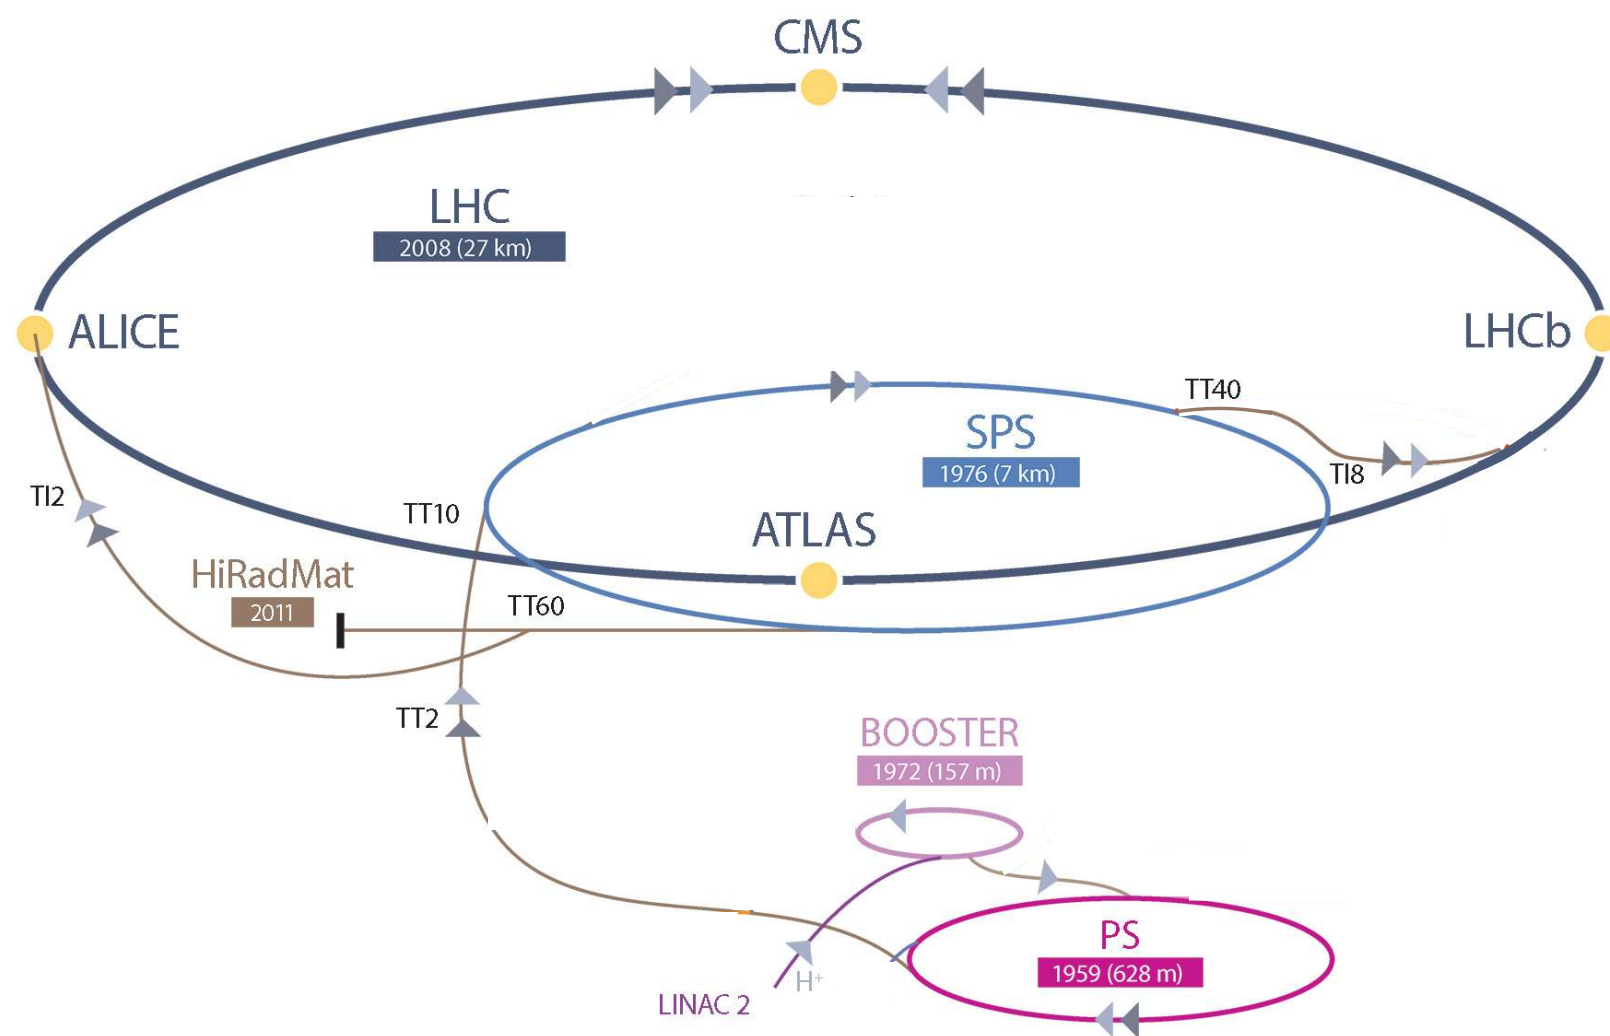 CMS
LHC
2008 (27 km)
ALICE
LHCb
TT40
SPS
1976 (7 km)
TI8
TI2
TT10
ATLAS
HiRadMat
2011
TT60
TT2
BOOSTER
1972 (157 m)
PS
1959 (628 m)
H⁺
LINAC 2